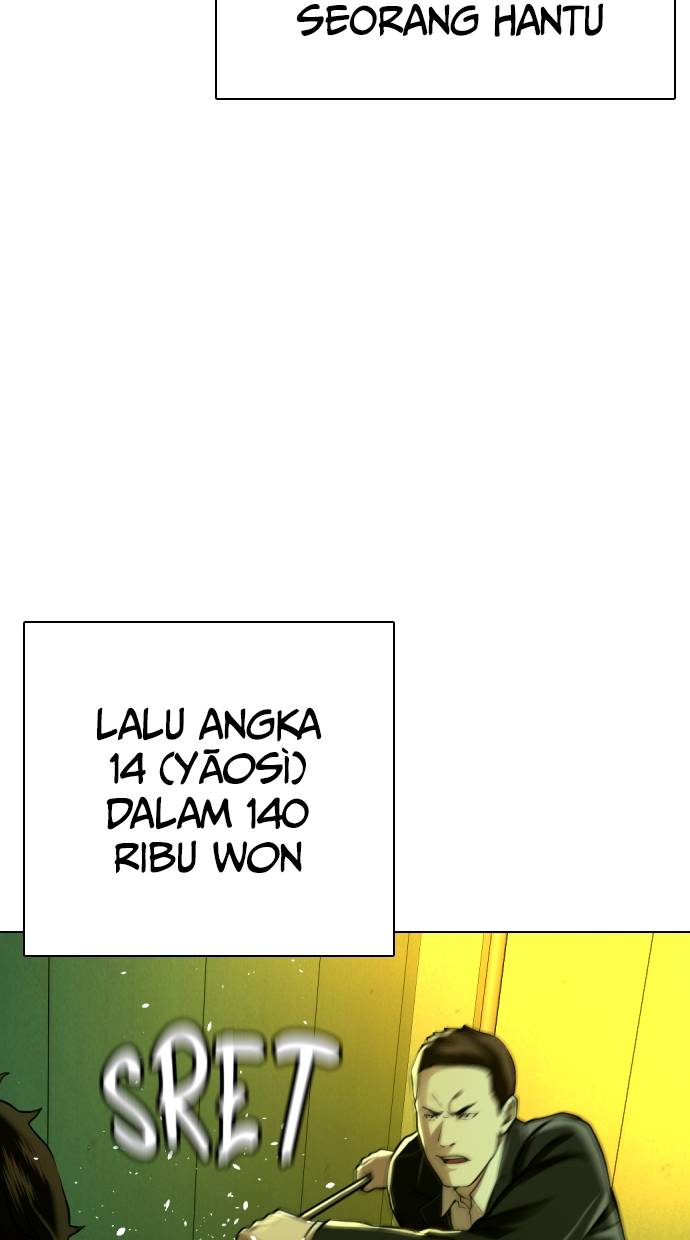 SEORANG HANTU
LALU ANGKA
14 (YĀOSÌ)
DALAM 140
RIBU WON
SRET